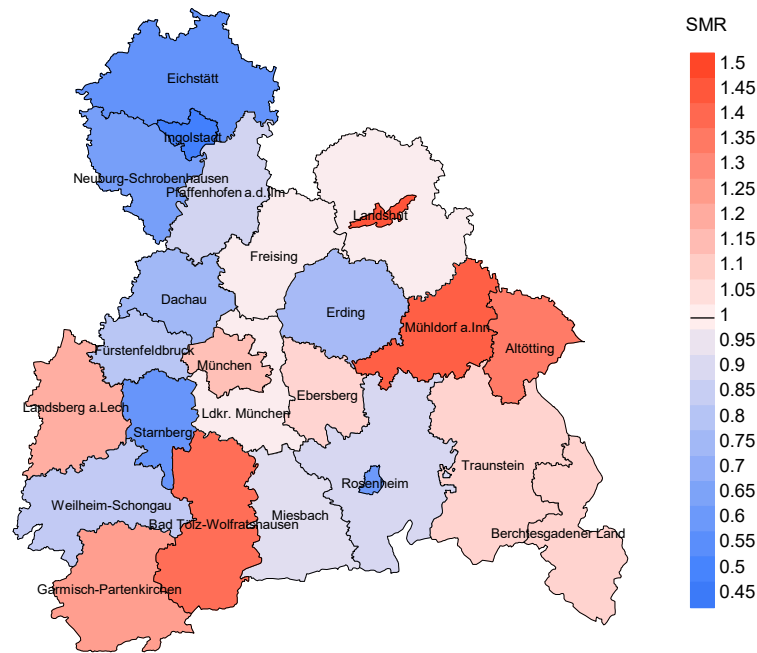 SMR
Eichstätt
Ingolstadt
Neuburg-Schrobenhausen
Pfaffenhofen a.d.Ilm
Landshut
Freising
Dachau
Erding
Mühldorf a.Inn
Altötting
Fürstenfeldbruck
München
Ebersberg
Landsberg a.Lech
Ldkr. München
Starnberg
Traunstein
Rosenheim
Weilheim-Schongau
Miesbach
Bad Tölz-Wolfratshausen
Berchtesgadener Land
Garmisch-Partenkirchen
1.5
1.45
1.4
1.35
1.3
1.25
1.2
1.15
1.1
1.05
1
0.95
0.9
0.85
0.8
0.75
0.7
0.65
0.6
0.55
0.5
0.45